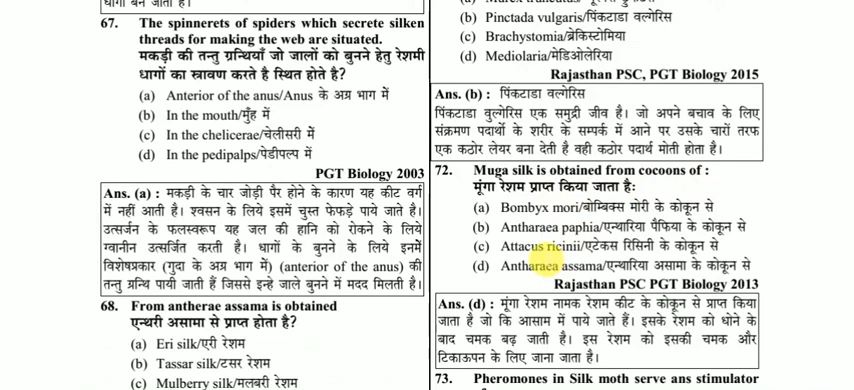 धागा बन जाता है।
67. The spinnerets of spiders which secrete silken
threads for making the web are situated.
मकड़ी की तन्तु ग्रन्थियाँ जो जालों को बुनने हेतु रेशमी
धागों का स्त्रावण करते है स्थित होते है?
(a) Anterior of the anus/Anus के अग्र भाग में
(b) In the mouth/मुँह में
(c) In the chelicerae/चेलीसरी में
(d) In the pedipalps/पेडीपल्प में
PGT Biology 2003
Ans. (a) : मकड़ी के चार जोड़ी पैर होने के कारण यह कीट वर्ग
में नहीं आती है। श्वसन के लिये इसमें चुस्त फेफड़े पाये जाते है।
उत्सर्जन के फलस्वरूप यह जल की हानि को रोकने के लिये
ग्वानीन उत्सर्जित करती है। धागों के बुनने के लिये इनमें
विशेषप्रकार (गुदा के अग्र भाग में) (anterior of the anus) की
तन्तु ग्रन्थि पायी जाती हैं जिससे इन्हे जाले बुनने में मदद मिलती है।
68. From antherae assama is obtained
एन्थरी असामा से प्राप्त होता है?
(a) Eri silk/एरी रेशम
(b) Tassar silk/टसर रेशम
(c) Mulberry silk/मलबरी रेशम
(b) Pinctada vulgaris/पिंकटाडा वल्गेरिस
(c) Brachystomia/ब्रेकिस्टोमिया
(d) Mediolaria/मेडिओलेरिया
Rajasthan PSC, PGT Biology 2015
Ans. (b) : पिंकटाडा वल्गेरिस
पिंकटाडा वुल्गेरिस एक समुद्री जीव है। जो अपने बचाव के लिए
संक्रमण पदार्थो के शरीर के सम्पर्क में आने पर उसके चारों तरफ
एक कठोर लेयर बना देती है वही कठोर पदार्थ मोती होता है।
72. Muga silk is obtained from cocoons of :
मूंगा रेशम प्राप्त किया जाता है:
(a) Bombyx mori/बोम्बिक्स मोरी के कोकून से
(b) Antharaea paphia/एन्थारिया पैफिया के कोकून से
(c) Attacus ricinii/एटेकस रिसिनी के कोकून से
(d) Antharaea assama/एन्थारिया असामा के कोकून से
Rajasthan PSC PGT Biology 2013
Ans. (d) : मूंगा रेशम नामक रेशम कीट के कोकून से प्राप्त किया
जाता है जो कि आसाम में पाये जाते हैं। इसके रेशम को धोने के
बाद चमक बढ़ जाती है। इस रेशम को इसकी चमक और
टिकाऊपन के लिए जाना जाता है।
73. Pheromones in Silk moth serve ans stimulator